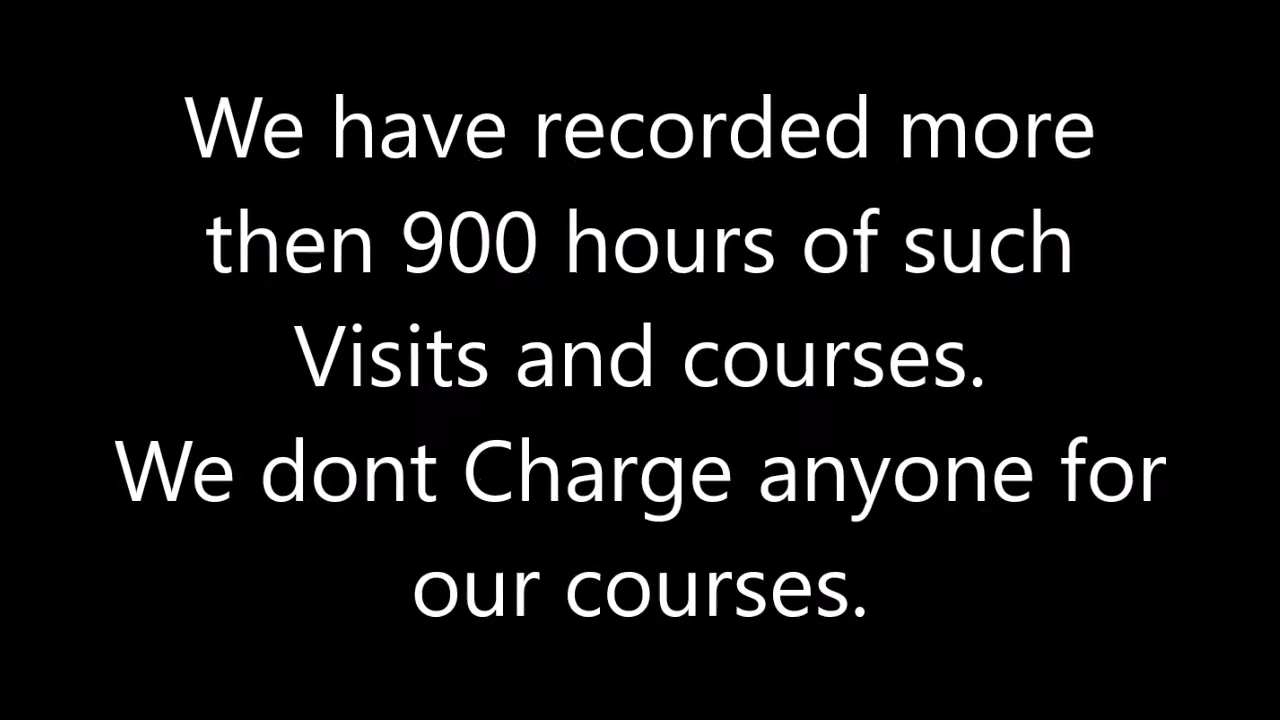 We have recorded more
then 900 hours of such
Visits and courses.
We dont Charge anyone for
our courses.